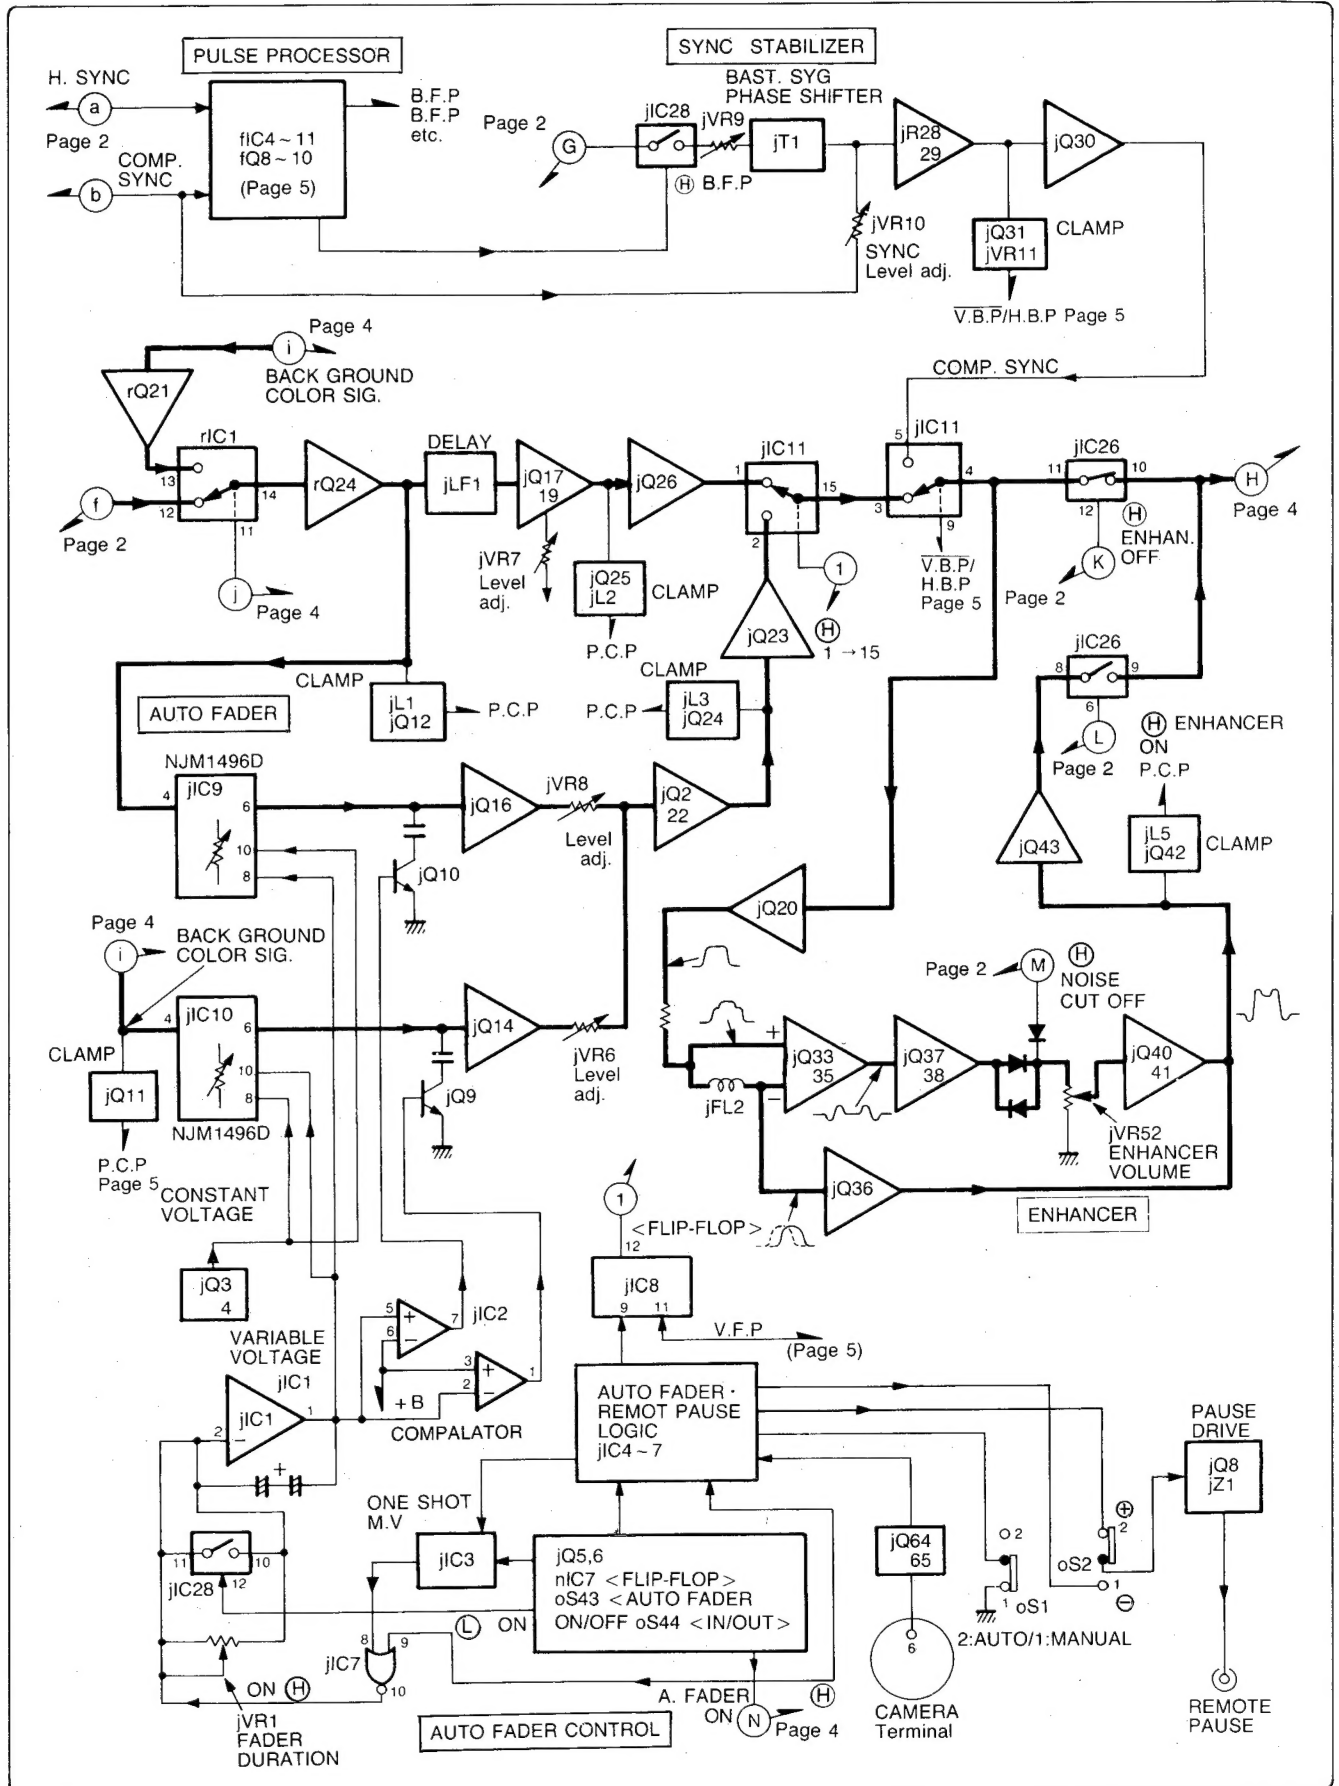 PULSE PROCESSOR
H. SYNC
a
Page 2
COMP.
SYNC
b
fIC4~11
fQ8~10
(Page 5)
B.F.P
B.F.P
etc.
SYNC STABILIZER
BAST. SYG
PHASE SHIFTER
Page 2
G
jIC28
jVR9
jT1
H B.F.P
jR28
29
jQ30
jVR10
SYNC
Level adj.
jQ31
jVR11
CLAMP
V.B.P/H.B.P Page 5
COMP. SYNC
Page 4
i
BACK GROUND
COLOR SIG.
rQ21
rIC1
13
12
14
11
f
Page 2
j
Page 4
rQ24
DELAY
jLF1
jQ17
19
jVR7
Level
adj.
jQ26
jQ25
jL2
CLAMP
P.C.P
jIC11
1
2
15
1
H
1→15
jIC11
5
3
4
9
V.B.P/
H.B.P
Page 5
jIC26
11
10
12
H
ENHAN.
OFF
K
Page 2
H
Page 4
jQ23
CLAMP
jL3
jQ24
P.C.P
CLAMP
jL1
jQ12
P.C.P
jIC26
8
9
6
L
Page 2
H ENHANCER
ON
P.C.P
jL5
jQ42
CLAMP
jQ43
AUTO FADER
NJM1496D
jIC9
4
6
10
8
jQ16
jVR8
Level
adj.
jQ10
jQ2
22
jQ20
Page 4
i
BACK GROUND
COLOR SIG.
CLAMP
jQ11
P.C.P
Page 5
jIC10
4
6
10
8
NJM1496D
jQ14
jVR6
Level
adj.
jQ9
Page 2
M
H
NOISE
CUT OFF
+
−
jQ33
35
jFL2
jQ37
38
jQ40
41
jVR52
ENHANCER
VOLUME
jQ36
ENHANCER
CONSTANT
VOLTAGE
jQ3
4
VARIABLE
VOLTAGE
jIC1
jIC1
2
−
1
+
5
+
6
−
7
jIC2
3
+
2
−
1
+B
COMPALATOR
1
<FLIP-FLOP>
12
jIC8
9
11
V.F.P
(Page 5)
AUTO FADER·
REMOT PAUSE
LOGIC
jIC4~7
ONE SHOT
M.V
jIC3
jQ5,6
nIC7 <FLIP-FLOP>
oS43 <AUTO FADER
ON/OFF oS44 <IN/OUT>
jIC28
11
10
12
L ON
jIC7
8
9
10
ON H
jVR1
FADER
DURATION
AUTO FADER CONTROL
A. FADER
ON
N
H
Page 4
jQ64
65
6
CAMERA
Terminal
2
1
oS1
2:AUTO/1:MANUAL
oS2
+
2
1
−
PAUSE
DRIVE
jQ8
jZ1
REMOTE
PAUSE